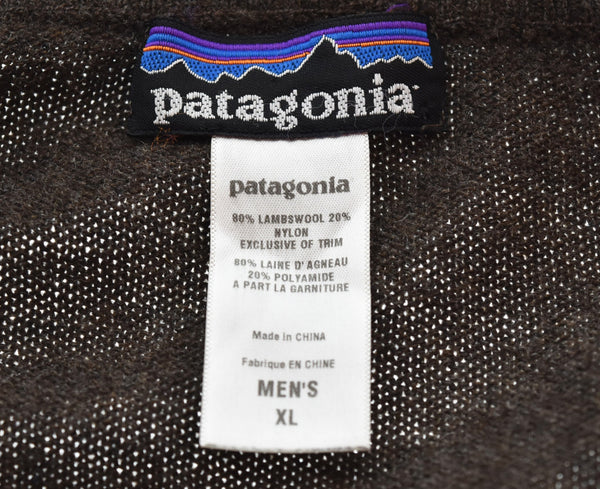 patagonia
patagonia
80% LAMBSWOOL 20%
NYLON
EXCLUSIVE OF TRIM
80% LAINE D'AGNEAU
20% POLYAMIDE
A PART LA GARNITURE
Made in CHINA
Fabrique EN CHINE
MEN'S
XL